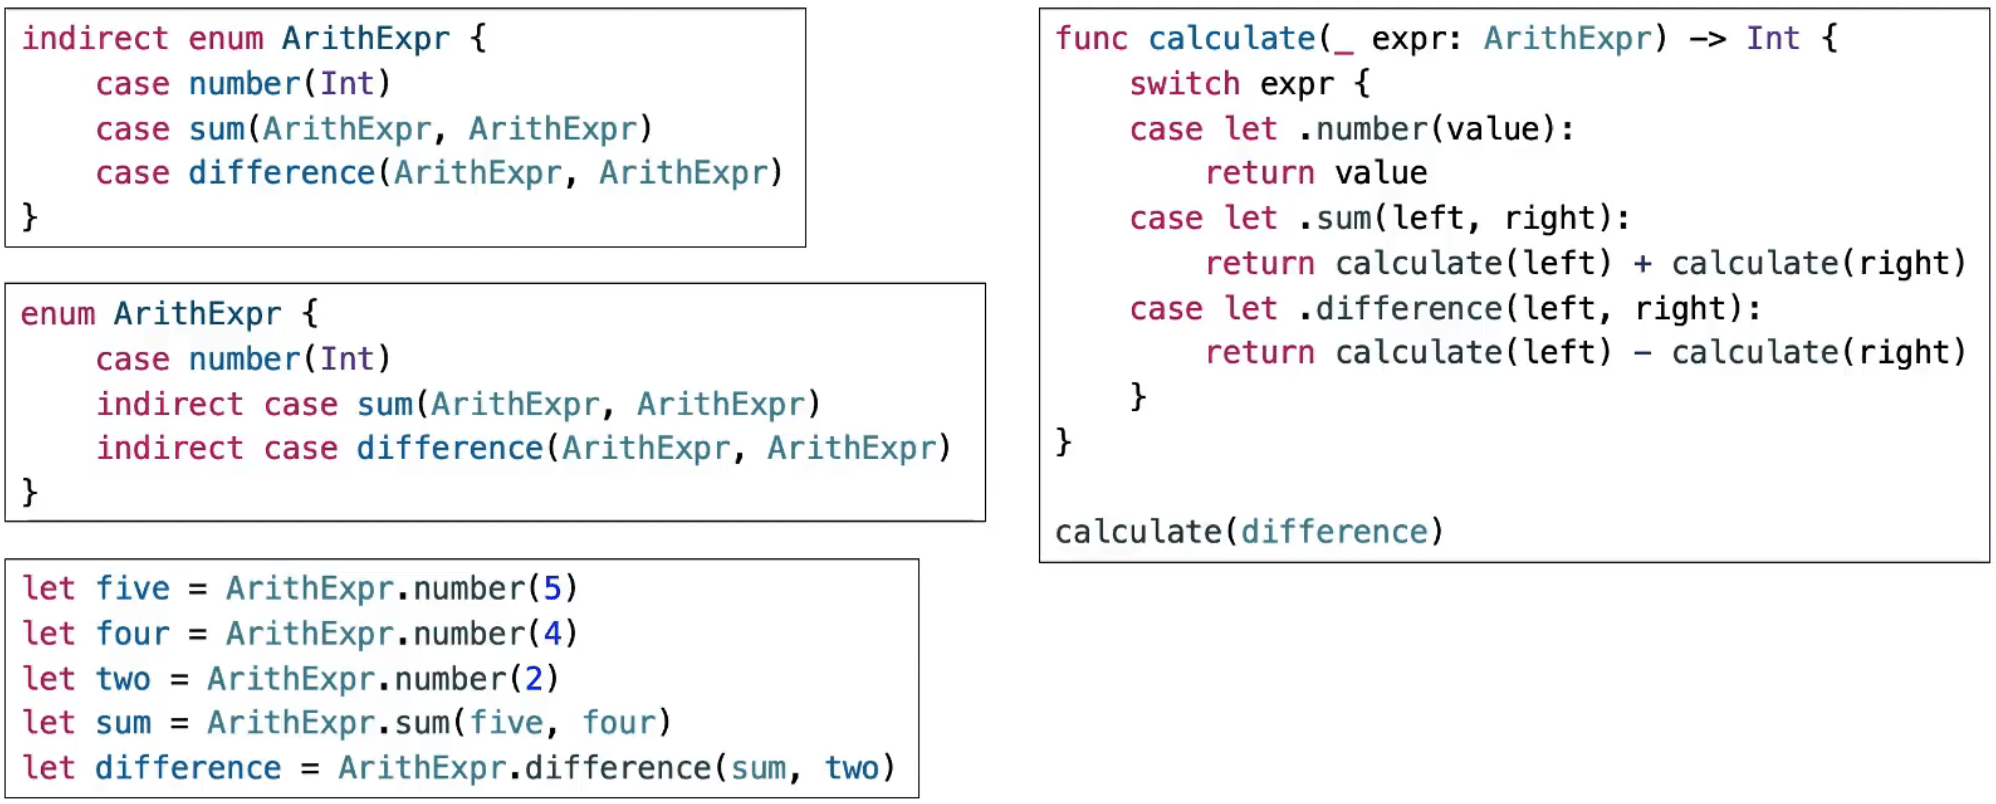 indirect enum ArithExpr {
    case number(Int)
    case sum(ArithExpr, ArithExpr)
    case difference(ArithExpr, ArithExpr)
}
enum ArithExpr {
    case number(Int)
    indirect case sum(ArithExpr, ArithExpr)
    indirect case difference(ArithExpr, ArithExpr)
}
let five = ArithExpr.number(5)
let four = ArithExpr.number(4)
let two = ArithExpr.number(2)
let sum = ArithExpr.sum(five, four)
let difference = ArithExpr.difference(sum, two)
func calculate(_ expr: ArithExpr) -> Int {
    switch expr {
    case let .number(value):
        return value
    case let .sum(left, right):
        return calculate(left) + calculate(right)
    case let .difference(left, right):
        return calculate(left) - calculate(right)
    }
}
calculate(difference)